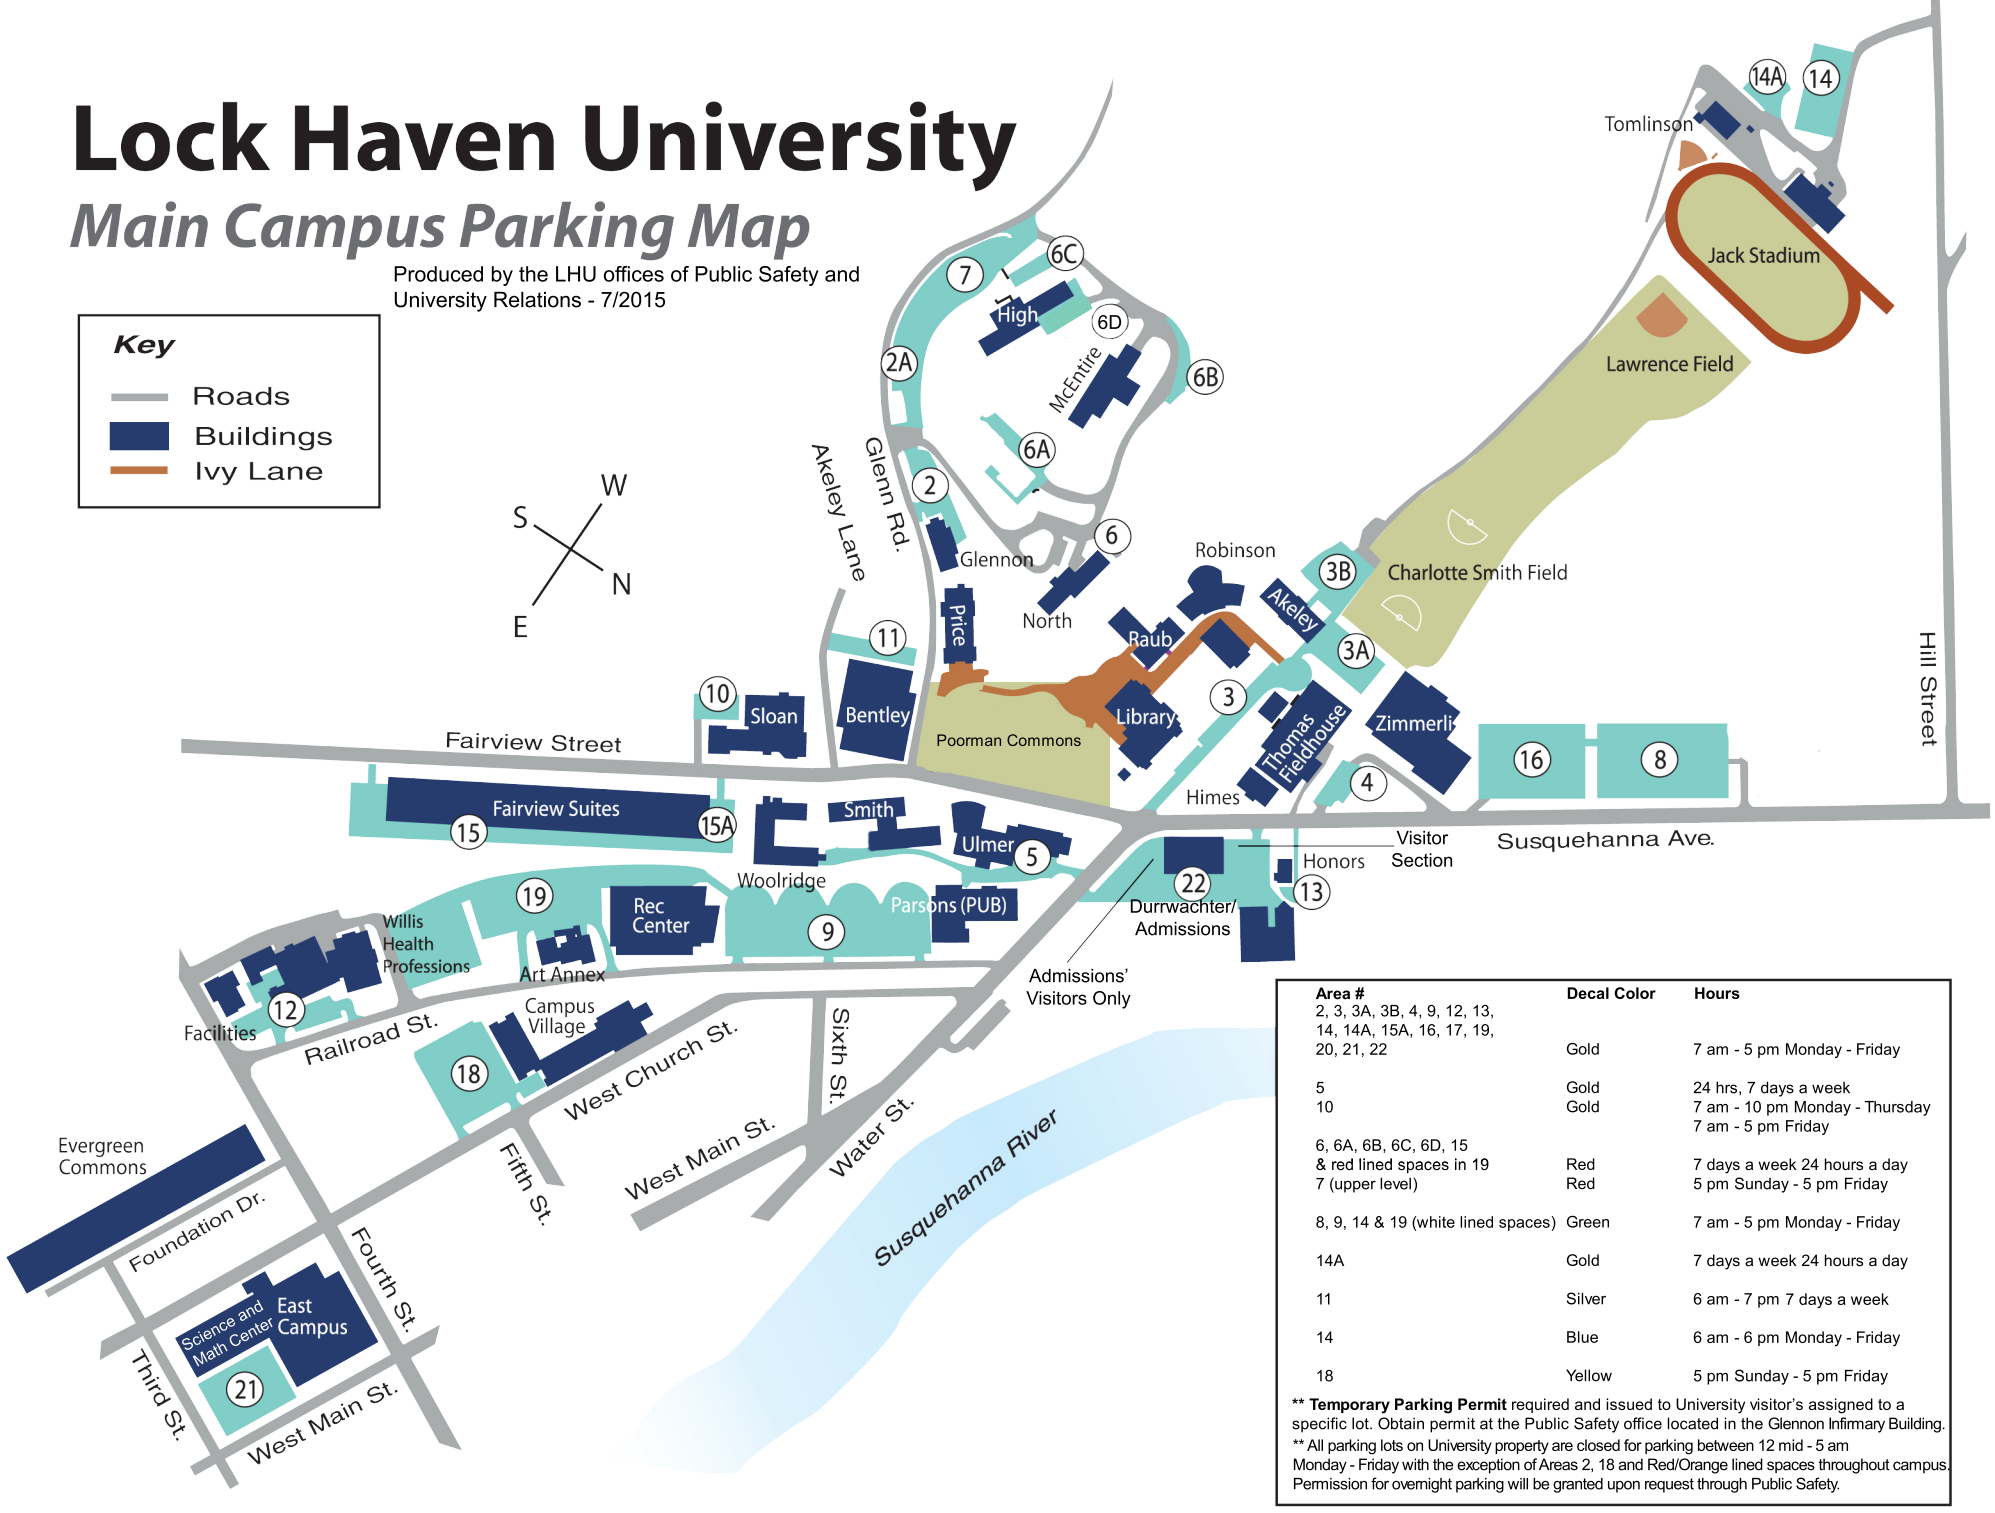 Lock Haven University
Main Campus Parking Map
Produced by the LHU offices of Public Safety and
University Relations - 7/2015
Key
Roads
Buildings
Ivy Lane
W
S
N
E
14A
14
Tomlinson
Jack Stadium
Lawrence Field
Hill Street
7
6C
High
6D
2A
McEntire
6B
6A
Akeley Lane
Glenn Rd.
2
Glennon
6
North
Robinson
3B
Charlotte Smith Field
Akeley
Price
Raub
3A
11
10
Sloan
Bentley
Library
3
Thomas
Fieldhouse
Zimmerli
Poorman Commons
Fairview Street
16
8
4
Himes
Fairview Suites
15
15A
Smith
Ulmer
5
Woolridge
Susquehanna Ave.
Visitor
Section
Honors
13
22
Durrwachter/
Admissions
Admissions'
Visitors Only
19
Rec
Center
Parsons (PUB)
9
Willis
Health
Professions
Art Annex
12
Facilities
Campus
Village
Railroad St.
18
West Church St.
Sixth St.
West Main St.
Water St.
Fifth St.
Susquehanna River
Evergreen
Commons
Foundation Dr.
Fourth St.
East
Campus
Science and
Math Center
21
Third St.
West Main St.
Area # Decal Color Hours
2, 3, 3A, 3B, 4, 9, 12, 13,
14, 14A, 15A, 16, 17, 19,
20, 21, 22 Gold 7 am - 5 pm Monday - Friday
5 Gold 24 hrs, 7 days a week
10 Gold 7 am - 10 pm Monday - Thursday
7 am - 5 pm Friday
6, 6A, 6B, 6C, 6D, 15
& red lined spaces in 19 Red 7 days a week 24 hours a day
7 (upper level) Red 5 pm Sunday - 5 pm Friday
8, 9, 14 & 19 (white lined spaces) Green 7 am - 5 pm Monday - Friday
14A Gold 7 days a week 24 hours a day
11 Silver 6 am - 7 pm 7 days a week
14 Blue 6 am - 6 pm Monday - Friday
18 Yellow 5 pm Sunday - 5 pm Friday
** Temporary Parking Permit required and issued to University visitor's assigned to a
specific lot. Obtain permit at the Public Safety office located in the Glennon Infirmary Building.
** All parking lots on University property are closed for parking between 12 mid - 5 am
Monday - Friday with the exception of Areas 2, 18 and Red/Orange lined spaces throughout campus.
Permission for overnight parking will be granted upon request through Public Safety.